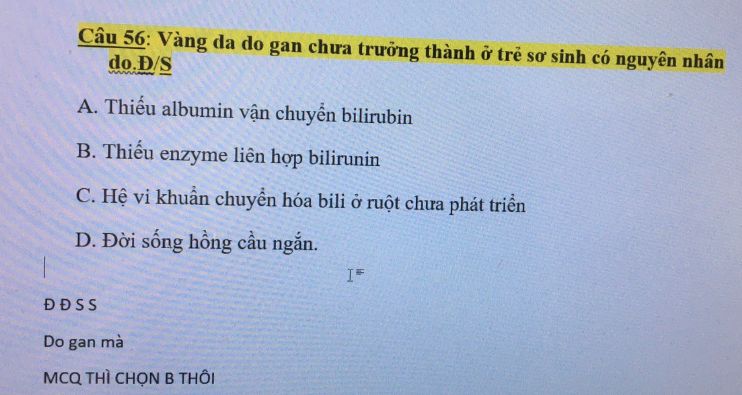 Câu 56: Vàng da do gan chưa trưởng thành ở trẻ sơ sinh có nguyên nhân
do.Đ/S
A. Thiếu albumin vận chuyển bilirubin
B. Thiếu enzyme liên hợp bilirunin
C. Hệ vi khuẩn chuyển hóa bili ở ruột chưa phát triển
D. Đời sống hồng cầu ngắn.
Đ Đ S S
Do gan mà
MCQ THÌ CHỌN B THÔI